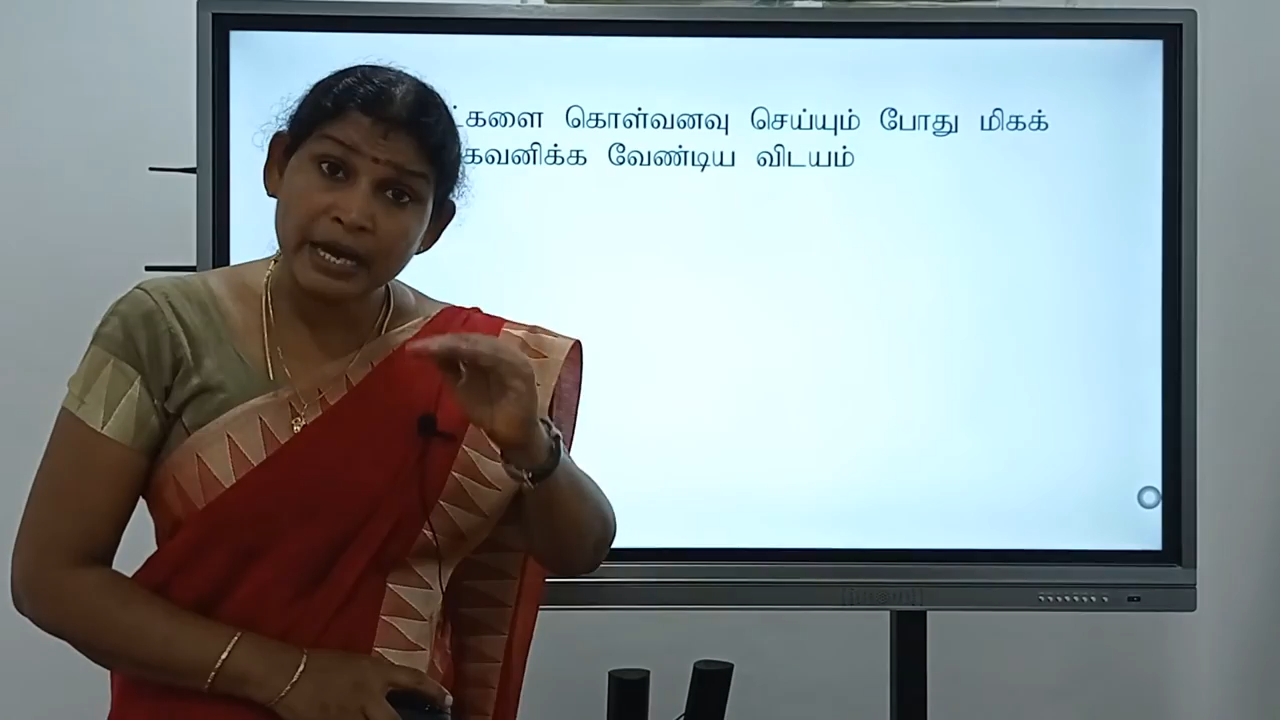 கொள்வனவு செய்யும் போது மிகக்
கவனிக்க வேண்டிய விடயம்